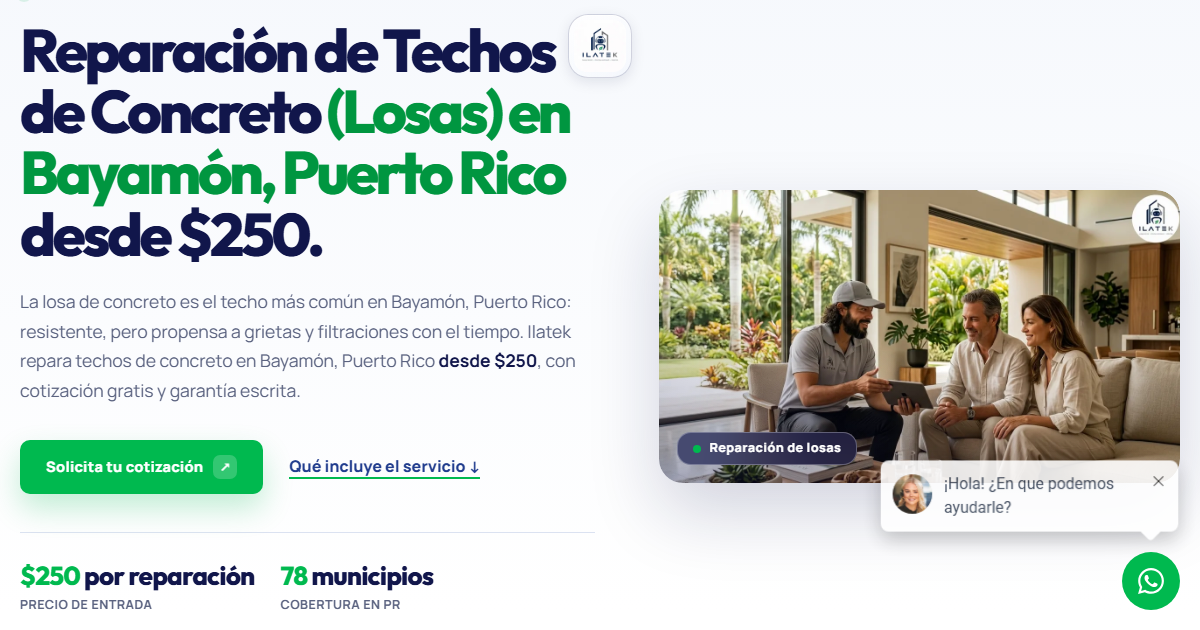 Reparación de Techos
de Concreto (Losas) en
Bayamón, Puerto Rico
desde $250.
ILATEK
La losa de concreto es el techo más común en Bayamón, Puerto Rico:
resistente, pero propensa a grietas y filtraciones con el tiempo. Ilatek
repara techos de concreto en Bayamón, Puerto Rico desde $250, con
cotización gratis y garantía escrita.
Solicita tu cotización ↗
Qué incluye el servicio ↓
$250 por reparación
PRECIO DE ENTRADA
78 municipios
COBERTURA EN PR
ILATEK
Reparación de losas
¡Hola! ¿En que podemos
ayudarle?